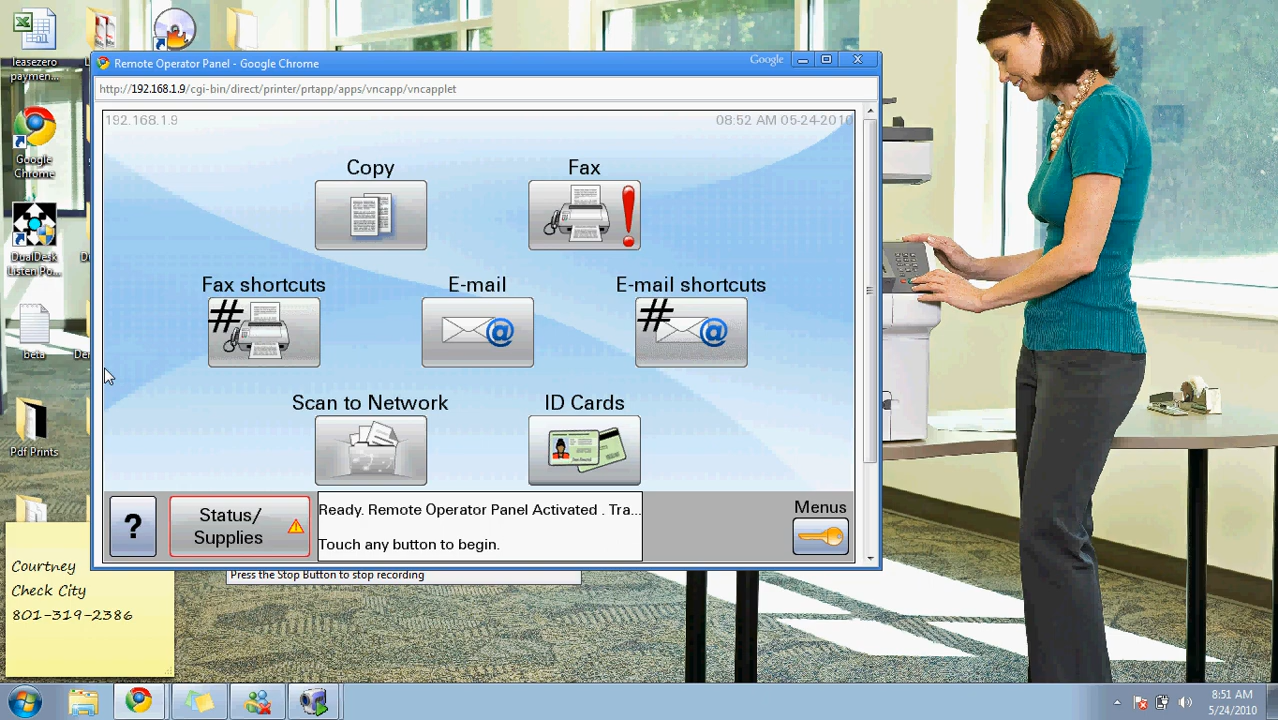 leasezero
paymen...
Google
Chrome
DualDesk
Listen Po...
beta
Pdf Prints
Remote Operator Panel - Google Chrome
Google
http://192.168.1.9/cgi-bin/direct/printer/prtapp/apps/vncapp/vncapplet
192.168.1.9
08:52 AM 05-24-2010
Copy
Fax
Fax shortcuts
E-mail
E-mail shortcuts
#
@
#
@
Scan to Network
ID Cards
?
Status/
Supplies
Ready. Remote Operator Panel Activated . Tra...
Touch any button to begin.
Menus
Press the Stop Button to stop recording
Courtney
Check City
801-319-2386
8:51 AM
5/24/2010